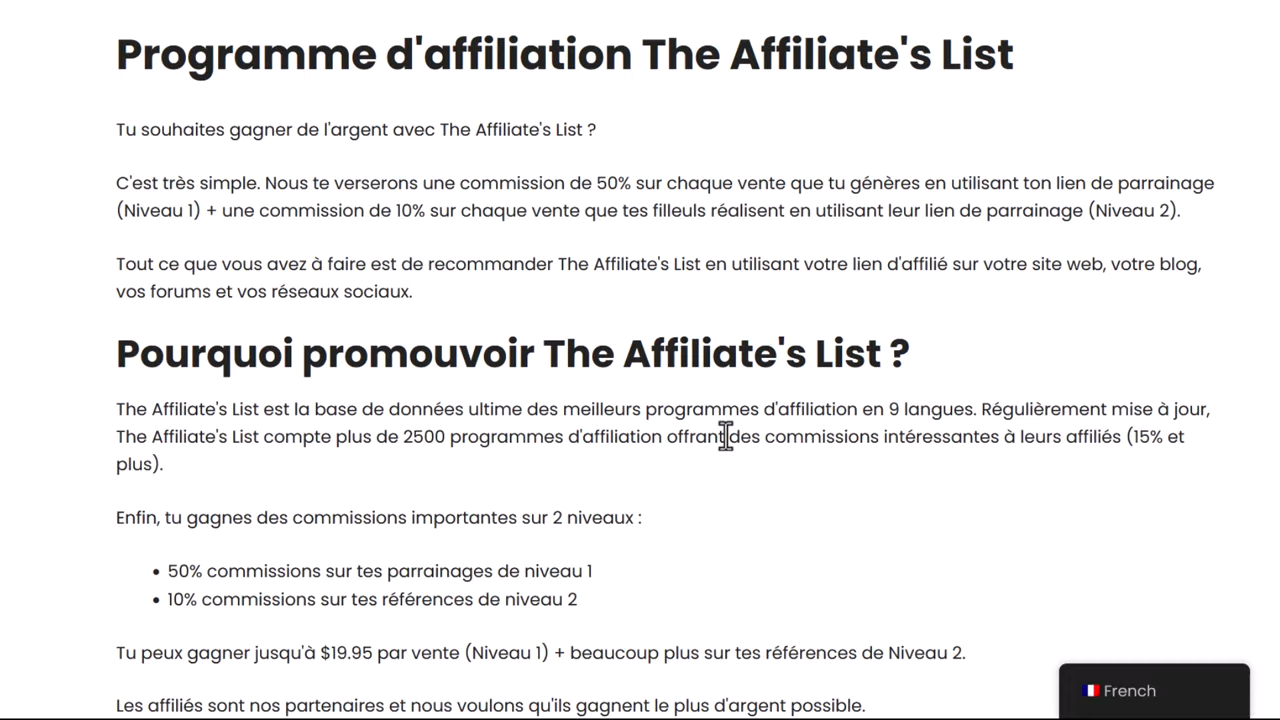 Programme d'affiliation The Affiliate's List
Tu souhaites gagner de l'argent avec The Affiliate's List ?
C'est très simple. Nous te verserons une commission de 50% sur chaque vente que tu génères en utilisant ton lien de parrainage
(Niveau 1) + une commission de 10% sur chaque vente que tes filleuls réalisent en utilisant leur lien de parrainage (Niveau 2).
Tout ce que vous avez à faire est de recommander The Affiliate's List en utilisant votre lien d'affilié sur votre site web, votre blog,
vos forums et vos réseaux sociaux.
Pourquoi promouvoir The Affiliate's List ?
The Affiliate's List est la base de données ultime des meilleurs programmes d'affiliation en 9 langues. Régulièrement mise à jour,
The Affiliate's List compte plus de 2500 programmes d'affiliation offrant des commissions intéressantes à leurs affiliés (15% et
plus).
Enfin, tu gagnes des commissions importantes sur 2 niveaux :
• 50% commissions sur tes parrainages de niveau 1
• 10% commissions sur tes références de niveau 2
Tu peux gagner jusqu'à $19.95 par vente (Niveau 1) + beaucoup plus sur tes références de Niveau 2.
French
Les affiliés sont nos partenaires et nous voulons qu'ils gagnent le plus d'argent possible.